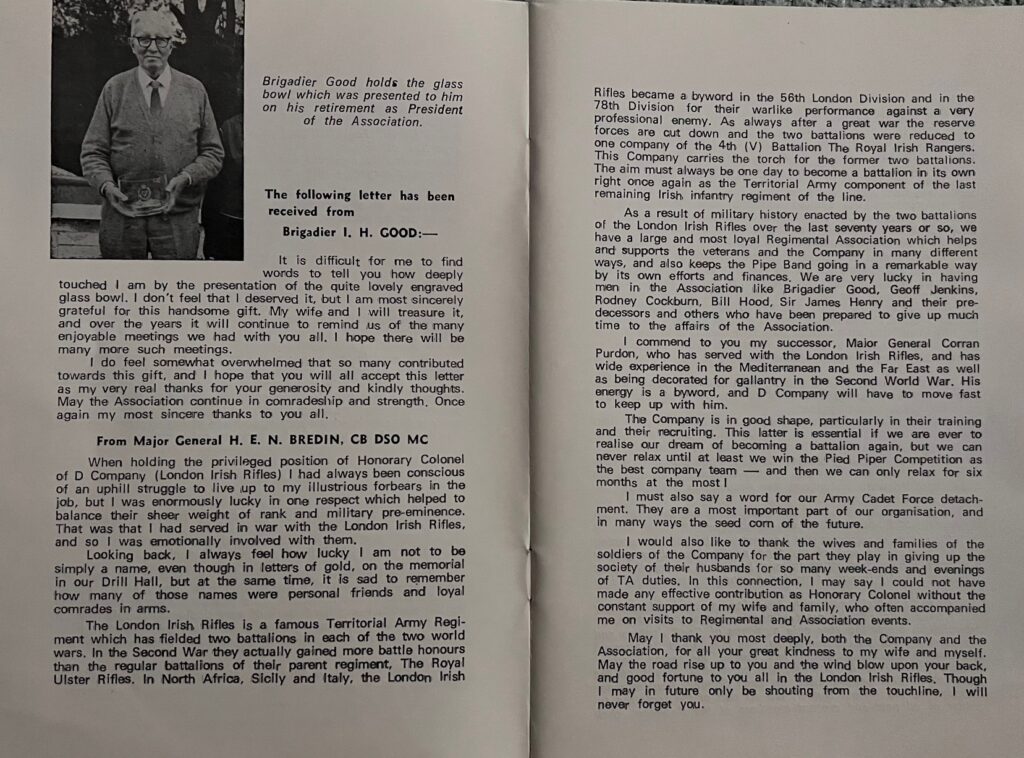 Brigadier Good holds the glass
bowl which was presented to him
on his retirement as President
of the Association.
The following letter has been
received from
Brigadier I. H. GOOD:—
It is difficult for me to find
words to tell you how deeply
touched I am by the presentation of the quite lovely engraved
glass bowl. I don't feel that I deserved it, but I am most sincerely
grateful for this handsome gift. My wife and I will treasure it,
and over the years it will continue to remind us of the many
enjoyable meetings we had with you all. I hope there will be
many more such meetings.
I do feel somewhat overwhelmed that so many contributed
towards this gift, and I hope that you will all accept this letter
as my very real thanks for your generosity and kindly thoughts.
May the Association continue in comradeship and strength. Once
again my most sincere thanks to you all.
From Major General H. E. N. BREDIN, CB DSO MC
When holding the privileged position of Honorary Colonel
of D Company (London Irish Rifles) I had always been conscious
of an uphill struggle to live up to my illustrious forbears in the
job, but I was enormously lucky in one respect which helped to
balance their sheer weight of rank and military pre-eminence.
That was that I had served in war with the London Irish Rifles,
and so I was emotionally involved with them.
Looking back, I always feel how lucky I am not to be
simply a name, even though in letters of gold, on the memorial
in our Drill Hall, but at the same time, it is sad to remember
how many of those names were personal friends and loyal
comrades in arms.
The London Irish Rifles is a famous Territorial Army Regi-
ment which has fielded two battalions in each of the two world
wars. In the Second War they actually gained more battle honours
than the regular battalions of their parent regiment, The Royal
Ulster Rifles. In North Africa, Sicily and Italy, the London Irish
Rifles became a byword in the 56th London Division and in the
78th Division for their warlike performance against a very
professional enemy. As always after a great war the reserve
forces are cut down and the two battalions were reduced to
one company of the 4th (V) Battalion The Royal Irish Rangers.
This Company carries the torch for the former two battalions.
The aim must always be one day to become a battalion in its own
right once again as the Territorial Army component of the last
remaining Irish infantry regiment of the line.
As a result of military history enacted by the two battalions
of the London Irish Rifles over the last seventy years or so, we
have a large and most loyal Regimental Association which helps
and supports the veterans and the Company in many different
ways, and also keeps the Pipe Band going in a remarkable way
by its own efforts and finances. We are very lucky in having
men in the Association like Brigadier Good, Geoff Jenkins,
Rodney Cockburn, Bill Hood, Sir James Henry and their pre-
decessors and others who have been prepared to give up much
time to the affairs of the Association.
I commend to you my successor, Major General Corran
Purdon, who has served with the London Irish Rifles, and has
wide experience in the Mediterranean and the Far East as well
as being decorated for gallantry in the Second World War. His
energy is a byword, and D Company will have to move fast
to keep up with him.
The Company is in good shape, particularly in their training
and their recruiting. This latter is essential if we are ever to
realise our dream of becoming a battalion again, but we can
never relax until at least we win the Pied Piper Competition as
the best company team — and then we can only relax for six
months at the most!
I must also say a word for our Army Cadet Force detach-
ment. They are a most important part of our organisation, and
in many ways the seed corn of the future.
I would also like to thank the wives and families of the
soldiers of the Company for the part they play in giving up the
society of their husbands for so many week-ends and evenings
of TA duties. In this connection, I may say I could not have
made any effective contribution as Honorary Colonel without the
constant support of my wife and family, who often accompanied
me on visits to Regimental and Association events.
May I thank you most deeply, both the Company and the
Association, for all your great kindness to my wife and myself.
May the road rise up to you and the wind blow upon your back,
and good fortune to you all in the London Irish Rifles. Though
I may in future only be shouting from the touchline, I will
never forget you.